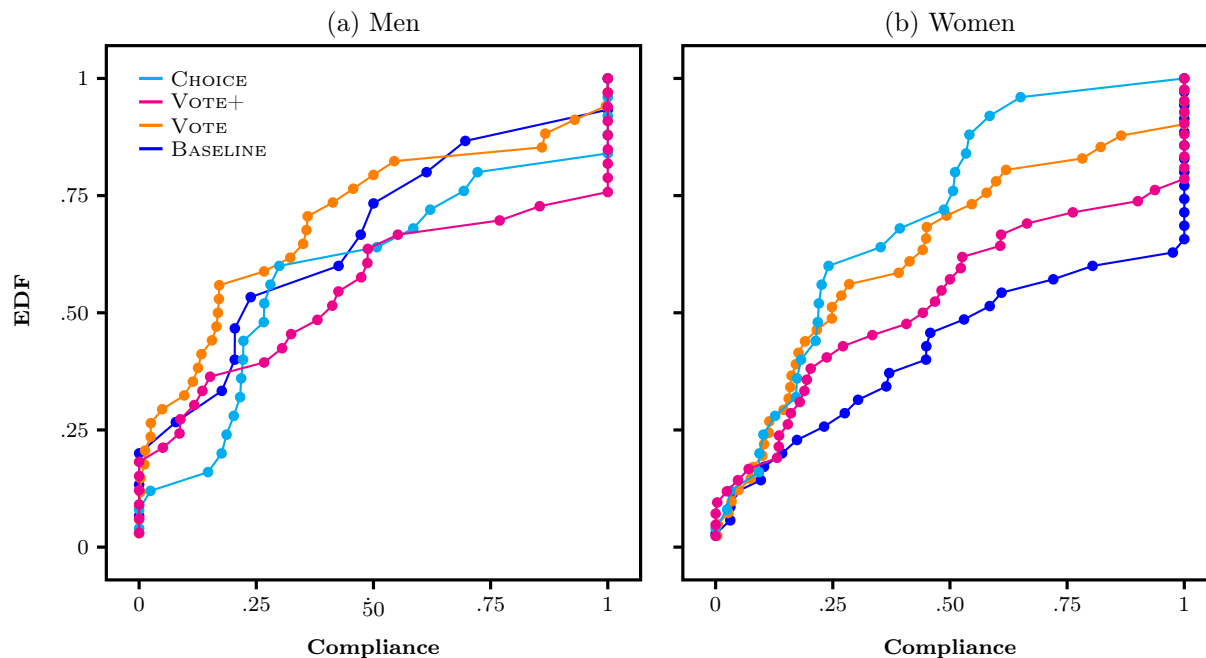 (a) Men
(b) Women
CHOICE
VOTE+
VOTE
BASELINE
EDF
1
.75
.50
.25
0
0
.25
.50
.75
1
0
.25
.50
.75
1
Compliance
Compliance